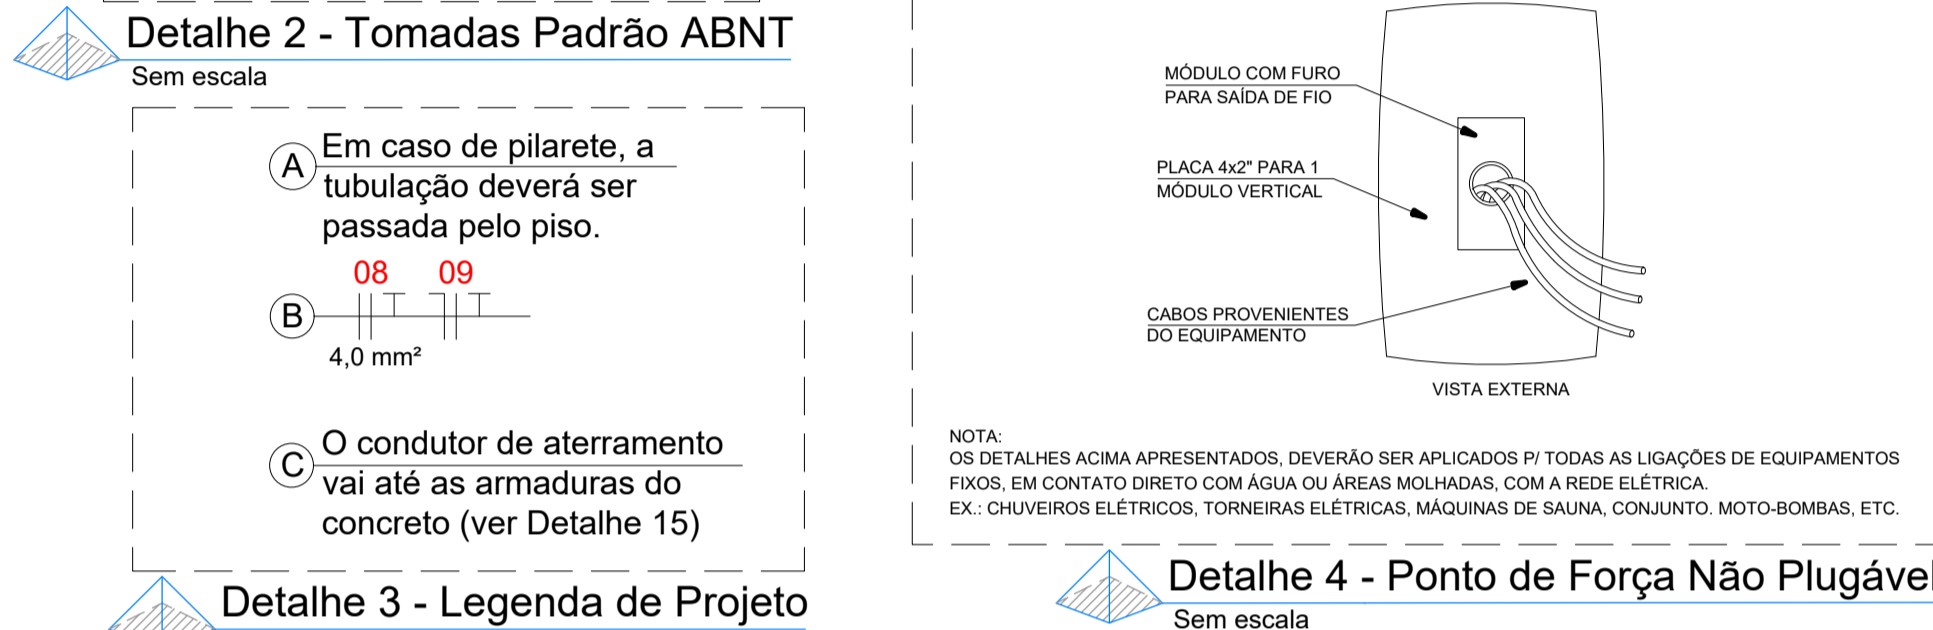 Detalhe 2 - Tomadas Padrão ABNT
Sem escala
A
Em caso de pilarete, a
tubulação deverá ser
passada pelo piso.
08 09
B
4,0 mm²
C
O condutor de aterramento
vai até as armaduras do
concreto (ver Detalhe 15)
Detalhe 3 - Legenda de Projeto
MÓDULO COM FURO
PARA SAÍDA DE FIO
PLACA 4x2" PARA 1
MÓDULO VERTICAL
CABOS PROVENIENTES
DO EQUIPAMENTO
VISTA EXTERNA
NOTA:
OS DETALHES ACIMA APRESENTADOS, DEVERÃO SER APLICADOS P/ TODAS AS LIGAÇÕES DE EQUIPAMENTOS
FIXOS, EM CONTATO DIRETO COM ÁGUA OU ÁREAS MOLHADAS, COM A REDE ELÉTRICA.
EX.: CHUVEIROS ELÉTRICOS, TORNEIRAS ELÉTRICAS, MÁQUINAS DE SAUNA, CONJUNTO. MOTO-BOMBAS, ETC.
Detalhe 4 - Ponto de Força Não Plugável
Sem escala